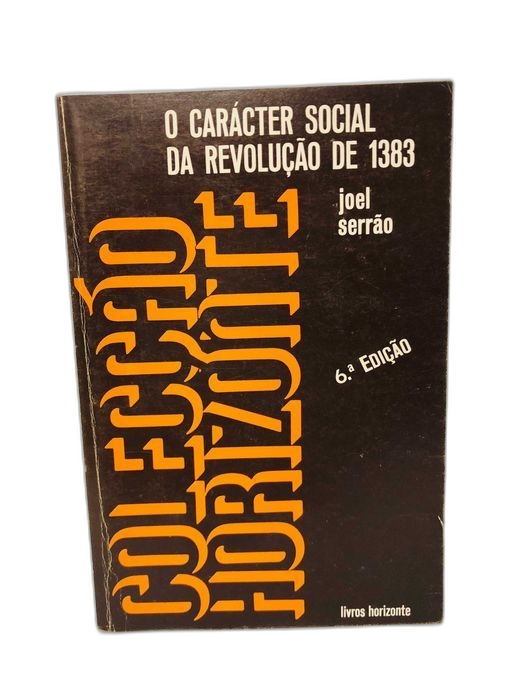 O CARÁCTER SOCIAL
DA REVOLUÇÃO DE 1383
joel
serrão
6.ª EDIÇÃO
COLECÇÃO
HORIZONTE
livros horizonte